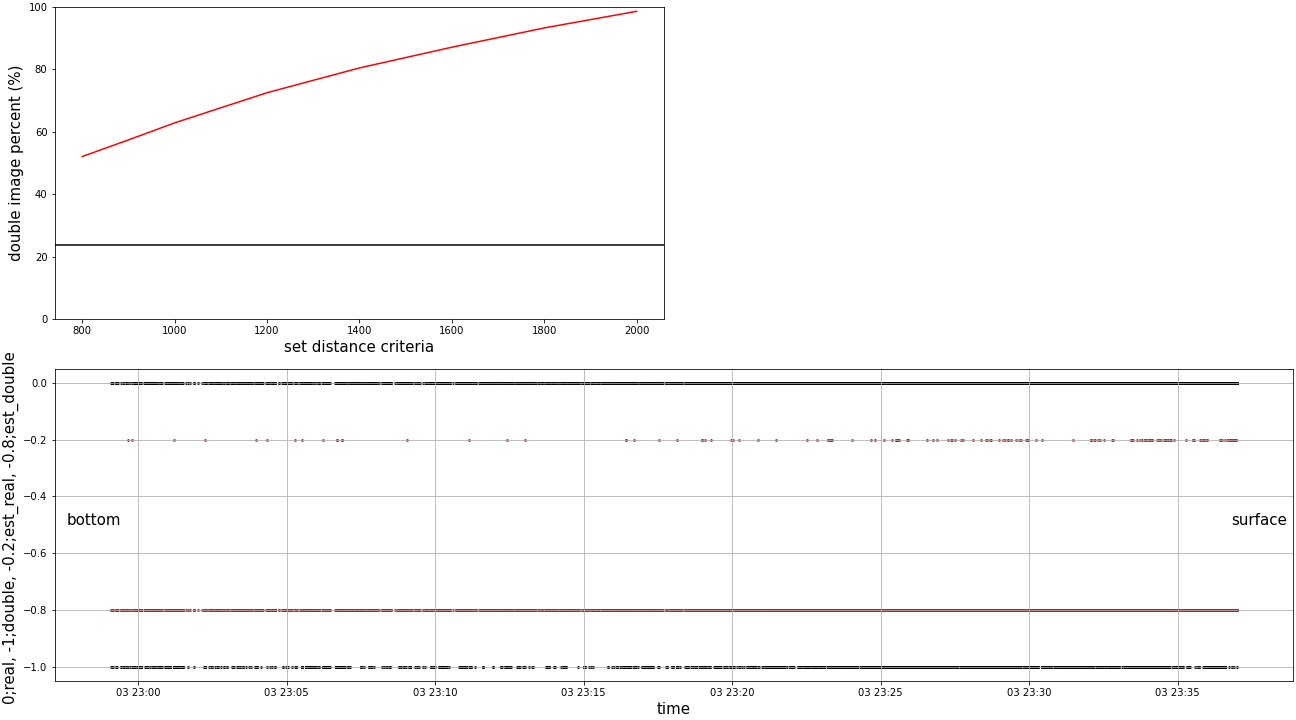 100
80
60
40
20
0
double image percent (%)
800 1000 1200 1400 1600 1800 2000
set distance criteria
0.0
−0.2
−0.4
−0.6
−0.8
−1.0
0;real, -1;double, -0.2;est_real, -0.8;est_double
bottom
surface
03 23:00 03 23:05 03 23:10 03 23:15 03 23:20 03 23:25 03 23:30 03 23:35
time